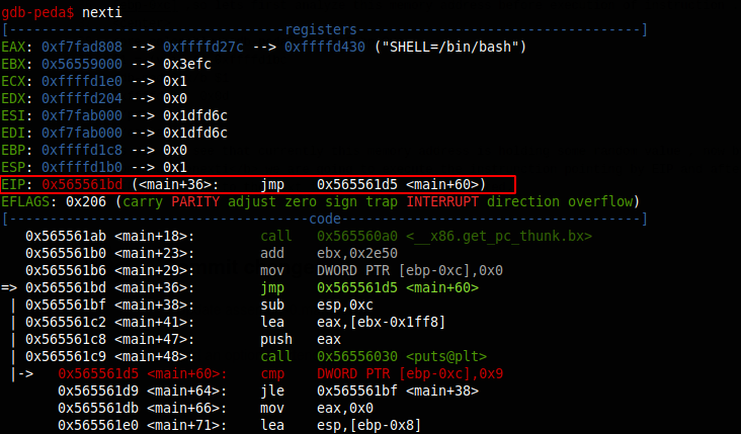 gdb-peda$ nexti
[----------------------------------registers-----------------------------------]
EAX: 0xf7fad808 --> 0xffffd27c --> 0xffffd430 ("SHELL=/bin/bash")
EBX: 0x56559000 --> 0x3efc
ECX: 0xffffd1e0 --> 0x1
EDX: 0xffffd204 --> 0x0
ESI: 0xf7fab000 --> 0x1dfd6c
EDI: 0xf7fab000 --> 0x1dfd6c
EBP: 0xffffd1c8 --> 0x0
ESP: 0xffffd1b0 --> 0x1
EIP: 0x565561bd (<main+36>:	jmp    0x565561d5 <main+60>)
EFLAGS: 0x206 (carry PARITY adjust zero sign trap INTERRUPT direction overflow)
[-------------------------------------code-------------------------------------]
   0x565561ab <main+18>:	call   0x565560a0 <__x86.get_pc_thunk.bx>
   0x565561b0 <main+23>:	add    ebx,0x2e50
   0x565561b6 <main+29>:	mov    DWORD PTR [ebp-0xc],0x0
=> 0x565561bd <main+36>:	jmp    0x565561d5 <main+60>
 | 0x565561bf <main+38>:	sub    esp,0xc
 | 0x565561c2 <main+41>:	lea    eax,[ebx-0x1ff8]
 | 0x565561c8 <main+47>:	push   eax
 | 0x565561c9 <main+48>:	call   0x56556030 <puts@plt>
 |->   0x565561d5 <main+60>:	cmp    DWORD PTR [ebp-0xc],0x9
       0x565561d9 <main+64>:	jle    0x565561bf <main+38>
       0x565561db <main+66>:	mov    eax,0x0
       0x565561e0 <main+71>:	lea    esp,[ebp-0x8]